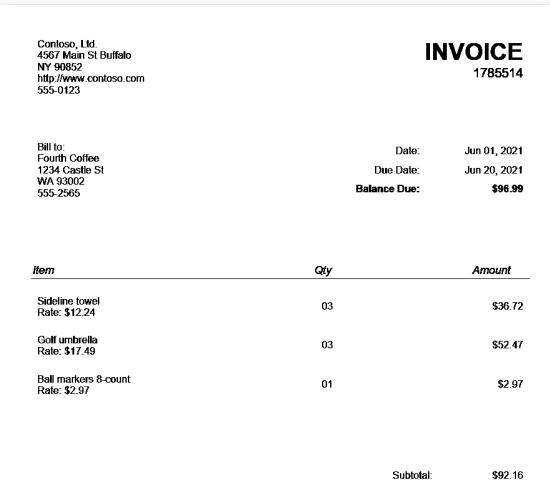 Contoso, Ltd.
4567 Main St Buffalo
NY 90852
http://www.contoso.com
555-0123
INVOICE
1785514
Bill to:
Fourth Coffee
1234 Castle St
WA 93002
555-2565
Date: Jun 01, 2021
Due Date: Jun 20, 2021
Balance Due: $96.99
Item Qty Amount
Sideline towel
Rate: $12.24
03 $36.72
Golf umbrella
Rate: $17.49
03 $52.47
Ball markers 8-count
Rate: $2.97
01 $2.97
Subtotal: $92.16